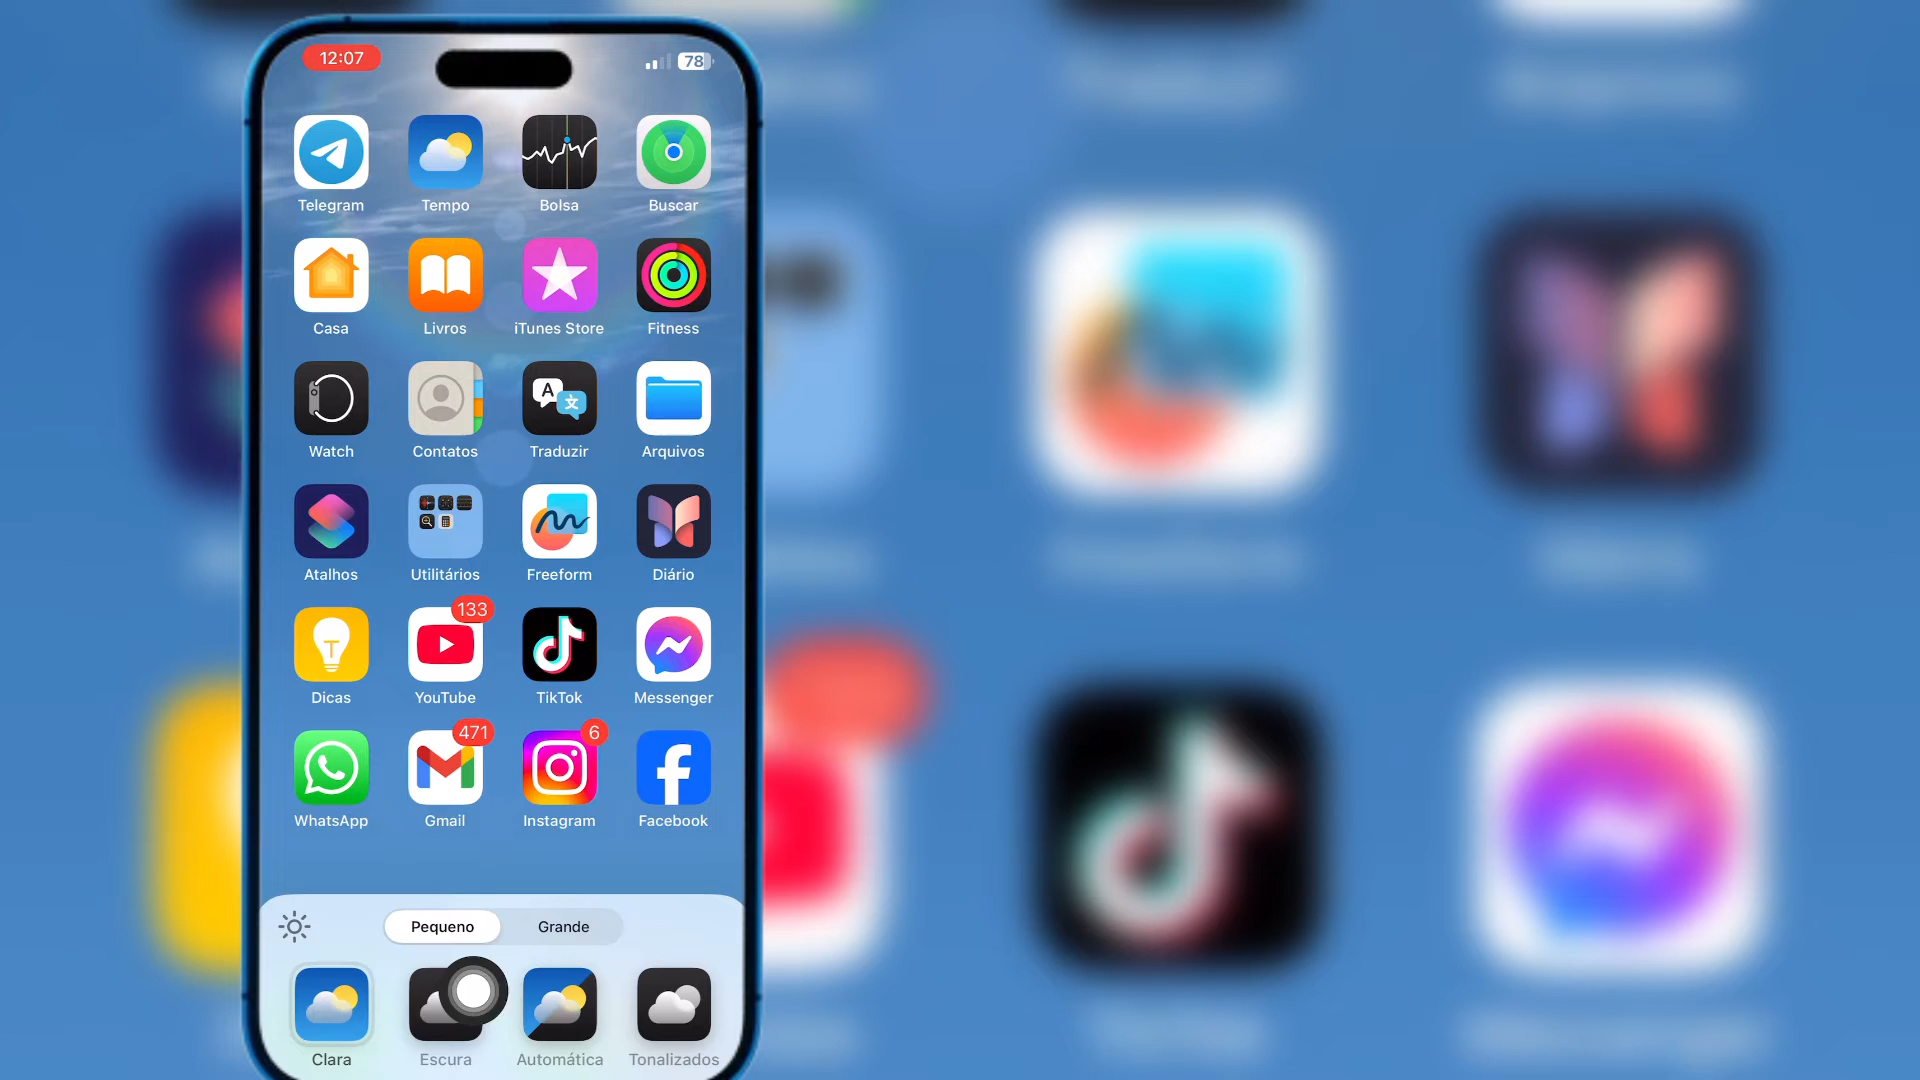 12:07
78
Telegram Tempo Bolsa Buscar
Casa Livros iTunes Store Fitness
Watch Contatos Traduzir Arquivos
Atalhos Utilitários Freeform Diário
133
Dicas YouTube TikTok Messenger
471 6
WhatsApp Gmail Instagram Facebook
Pequeno Grande
Clara Escura Automática Tonalizados